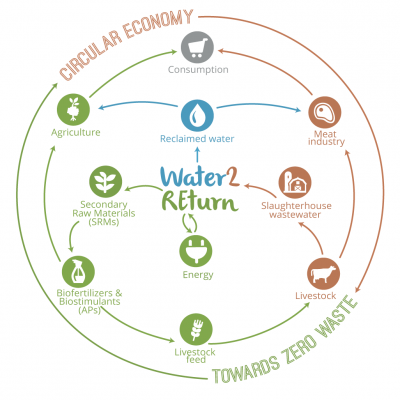 CIRCULAR ECONOMY
Consumption
Agriculture
Reclaimed water
Meat
industry
Water2
REturn
Secondary
Raw Materials
(SRMs)
Slaughterhouse
wastewater
Energy
Biofertilizers &
Biostimulants
(APs)
Livestock
Livestock
feed
TOWARDS ZERO WASTE